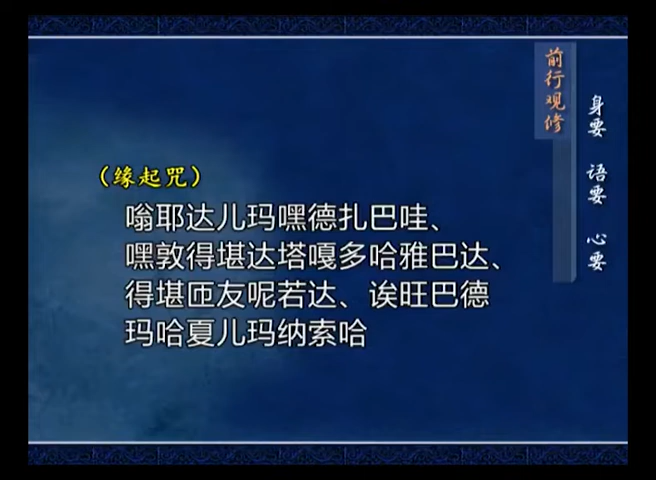 前行观修
身要 语要 心要
（缘起咒）
嗡耶达儿玛嘿德扎巴哇、
嘿敦得堪达塔嘎多哈雅巴达、
得堪匝友呢若达、诶旺巴德
玛哈夏儿玛纳索哈